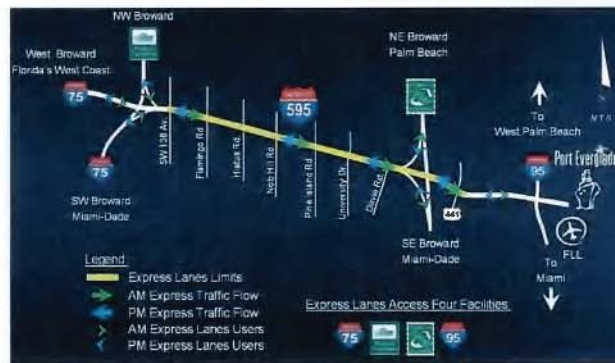 NW Broward
West Broward
Florida's West Coast
75
75
SW Broward
Miami-Dade
SW 136 Av.
Flamingo Rd.
Hiatus Rd.
Nob Hill Rd.
Pine Island Rd.
University Dr.
Davie Rd.
595
NE Broward
Palm Beach
441
SE Broward
Miami-Dade
To
West Palm Beach
N.T.S.
Port Everglades
95
FLL
To
Miami
Legend:
Express Lanes Limits
AM Express Traffic Flow
PM Express Traffic Flow
AM Express Lanes Users
PM Express Lanes Users
Express Lanes Access Four Facilities:
75
95